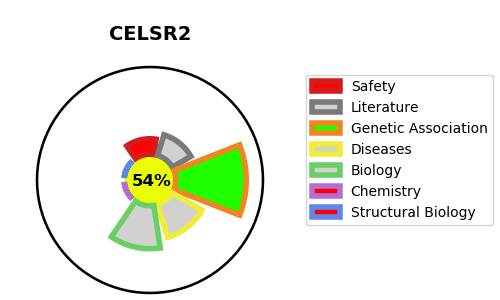 CELSR2
54%
Safety
Literature
Genetic Association
Diseases
Biology
Chemistry
Structural Biology